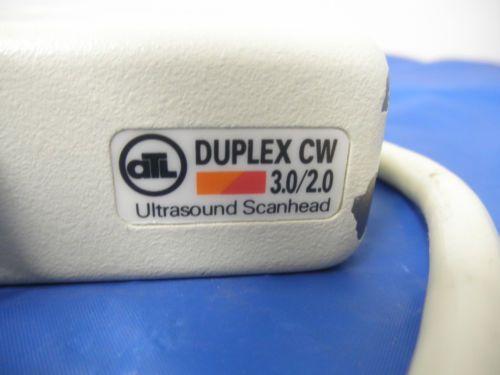 ATL
DUPLEX CW
3.0/2.0
Ultrasound Scanhead